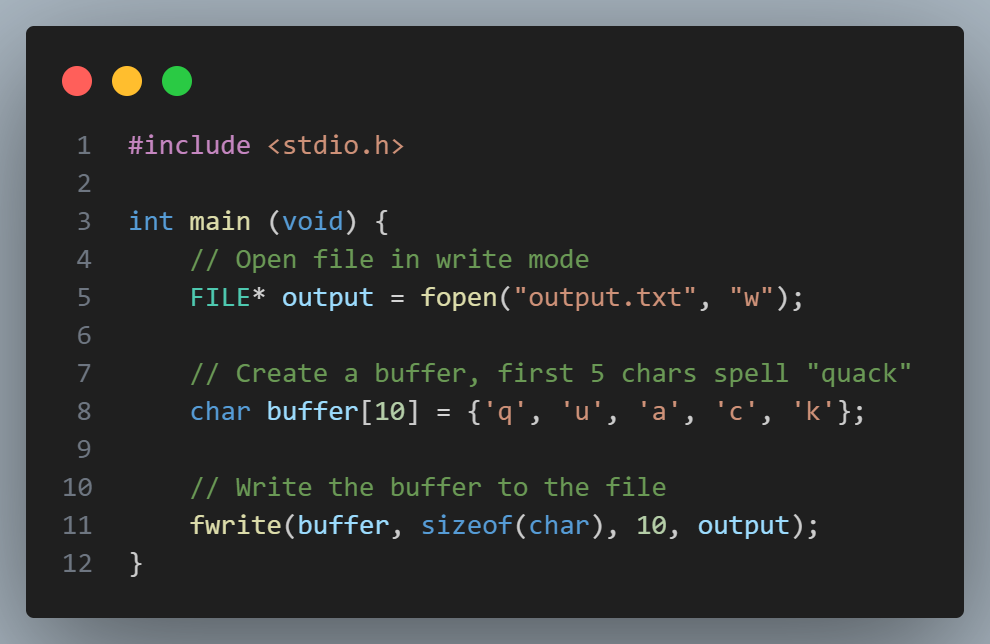 1 #include <stdio.h>
2
3 int main (void) {
4     // Open file in write mode
5     FILE* output = fopen("output.txt", "w");
6
7     // Create a buffer, first 5 chars spell "quack"
8     char buffer[10] = {'q', 'u', 'a', 'c', 'k'};
9
10     // Write the buffer to the file
11     fwrite(buffer, sizeof(char), 10, output);
12 }